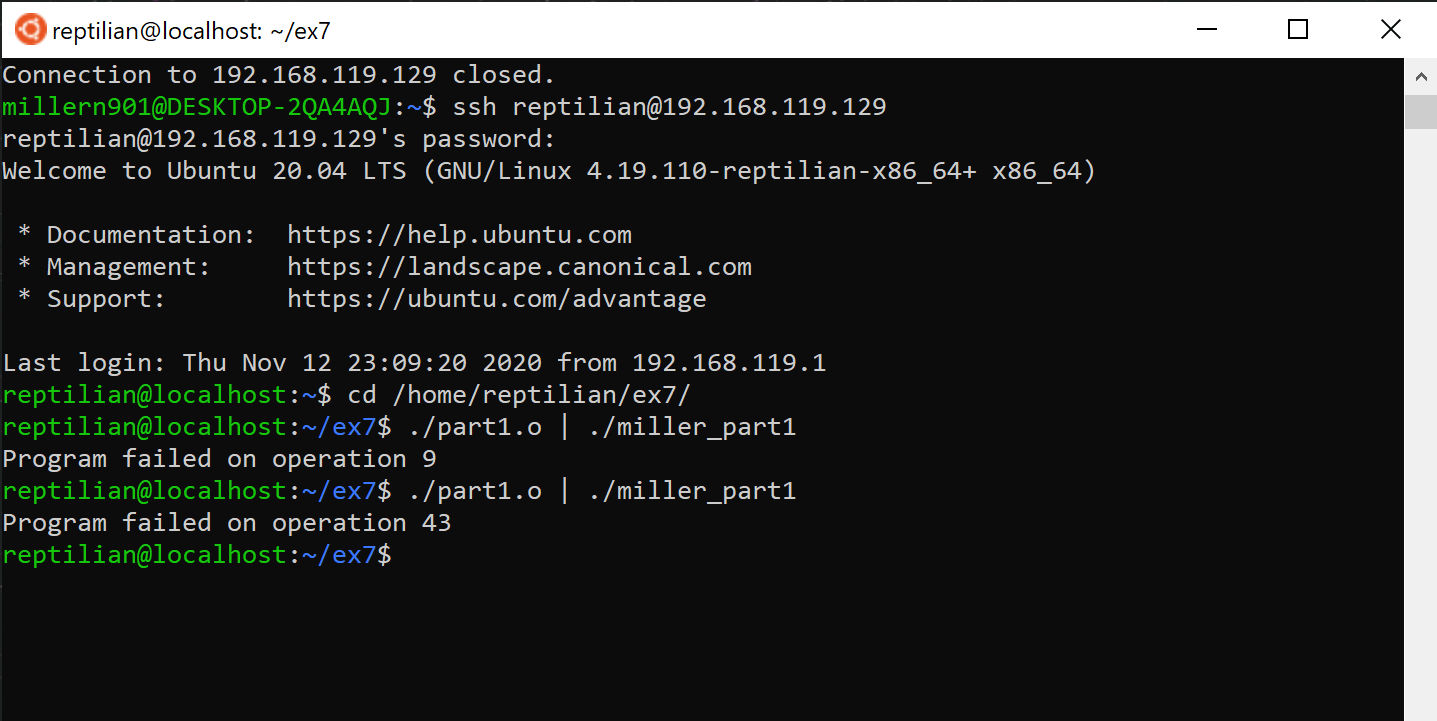 reptilian@localhost: ~/ex7
Connection to 192.168.119.129 closed.
millern901@DESKTOP-2QA4AQJ:~$ ssh reptilian@192.168.119.129
reptilian@192.168.119.129's password:
Welcome to Ubuntu 20.04 LTS (GNU/Linux 4.19.110-reptilian-x86_64+ x86_64)
* Documentation:  https://help.ubuntu.com
* Management:     https://landscape.canonical.com
* Support:        https://ubuntu.com/advantage
Last login: Thu Nov 12 23:09:20 2020 from 192.168.119.1
reptilian@localhost:~$ cd /home/reptilian/ex7/
reptilian@localhost:~/ex7$ ./part1.o | ./miller_part1
Program failed on operation 9
reptilian@localhost:~/ex7$ ./part1.o | ./miller_part1
Program failed on operation 43
reptilian@localhost:~/ex7$